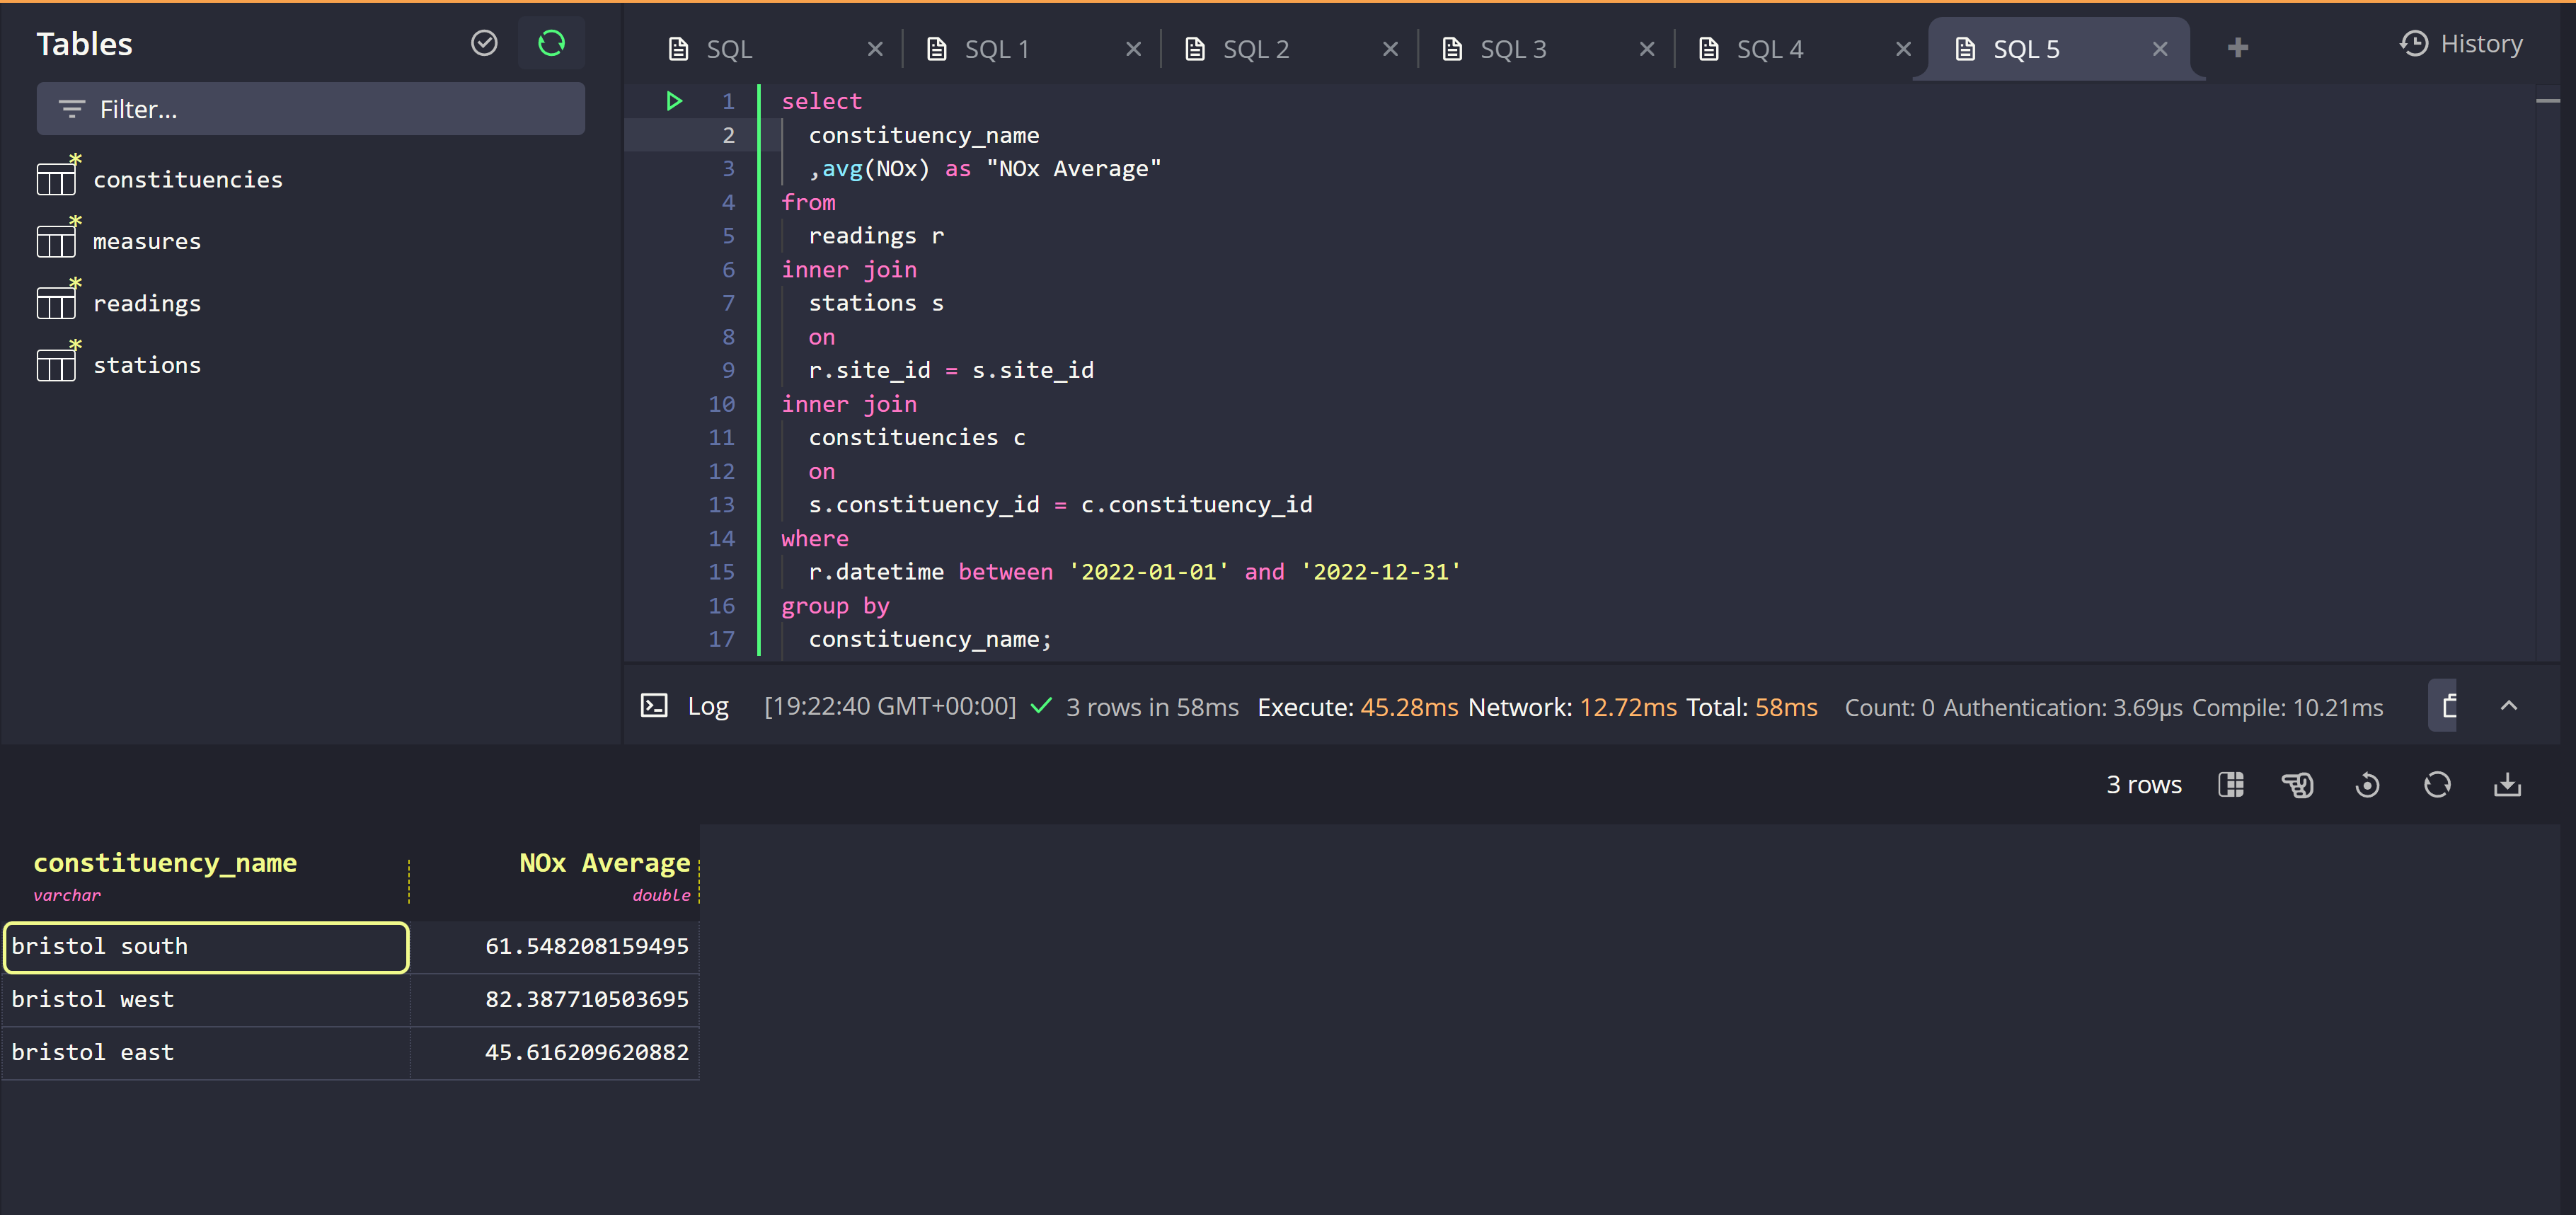 Tables
Filter...
constituencies
measures
readings
stations
SQL SQL 1 SQL 2 SQL 3 SQL 4 SQL 5 History
1 select
2 constituency_name
3 ,avg(NOx) as "NOx Average"
4 from
5 readings r
6 inner join
7 stations s
8 on
9 r.site_id = s.site_id
10 inner join
11 constituencies c
12 on
13 s.constituency_id = c.constituency_id
14 where
15 r.datetime between '2022-01-01' and '2022-12-31'
16 group by
17 constituency_name;
Log [19:22:40 GMT+00:00] 3 rows in 58ms Execute: 45.28ms Network: 12.72ms Total: 58ms Count: 0 Authentication: 3.69µs Compile: 10.21ms
3 rows
constituency_name NOx Average
varchar double
bristol south 61.548208159495
bristol west 82.387710503695
bristol east 45.616209620882